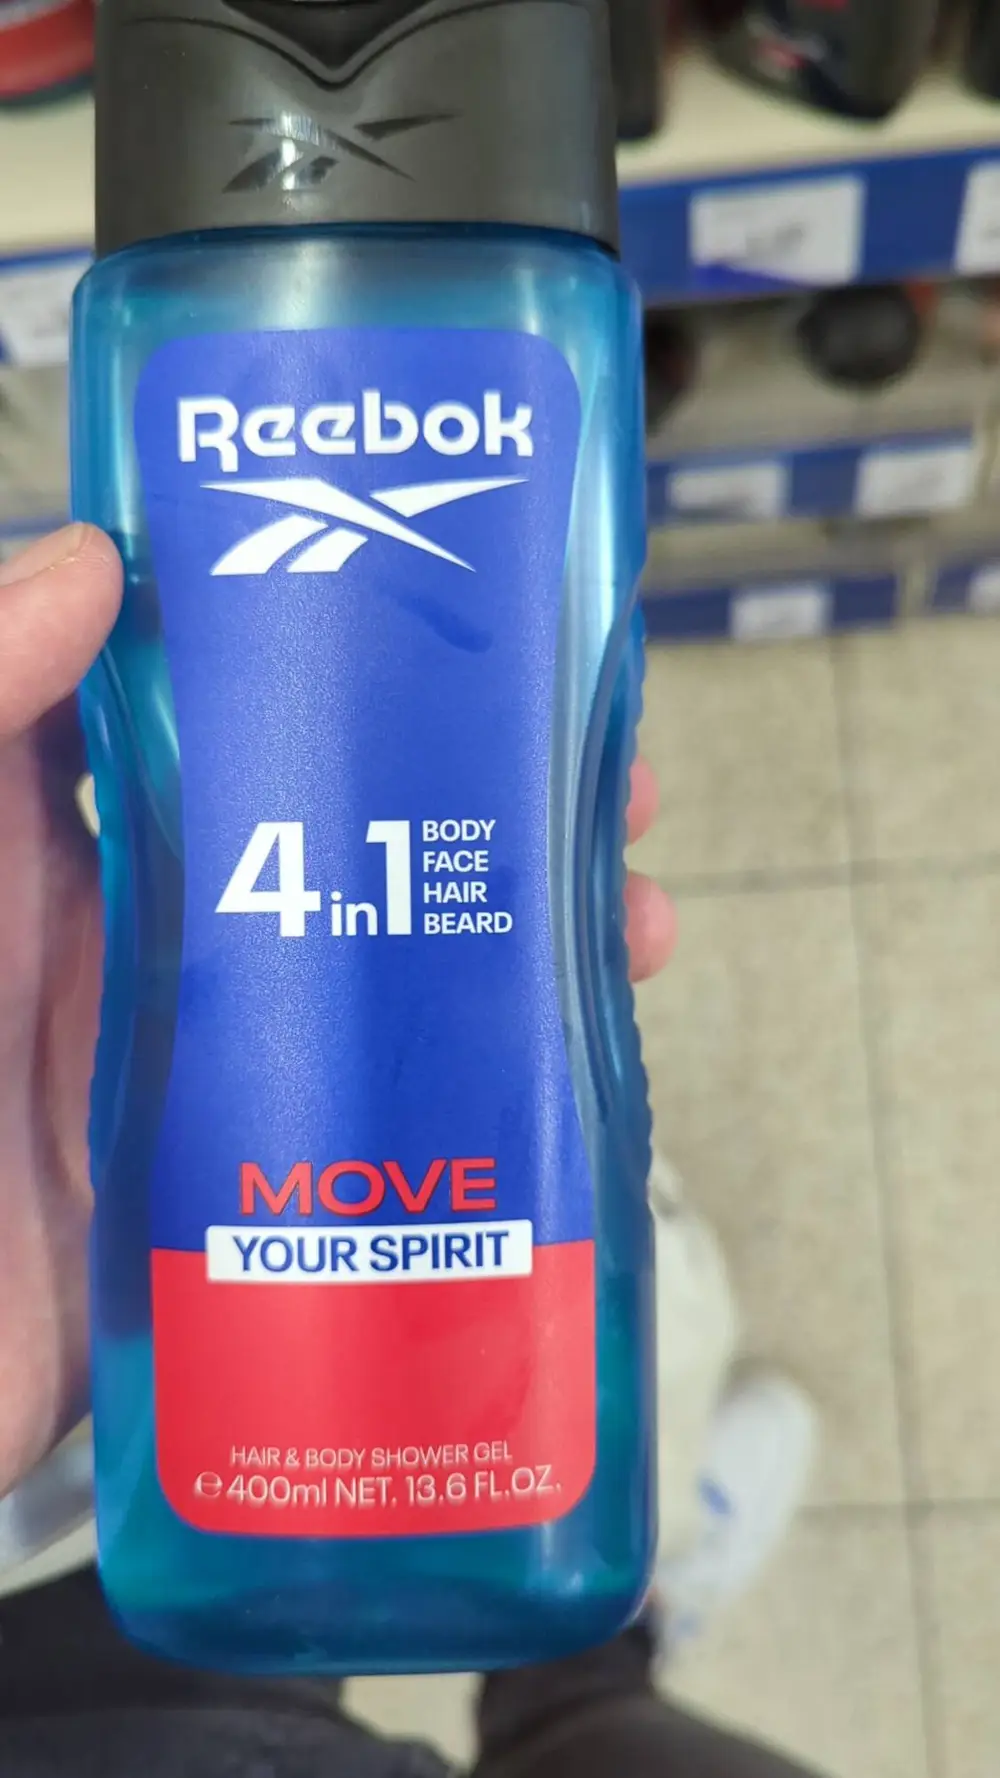 Reebok
4 in 1
BODY
FACE
HAIR
BEARD
MOVE
YOUR SPIRIT
HAIR & BODY SHOWER GEL
℮ 400ml NET. 13.6 FL.OZ.